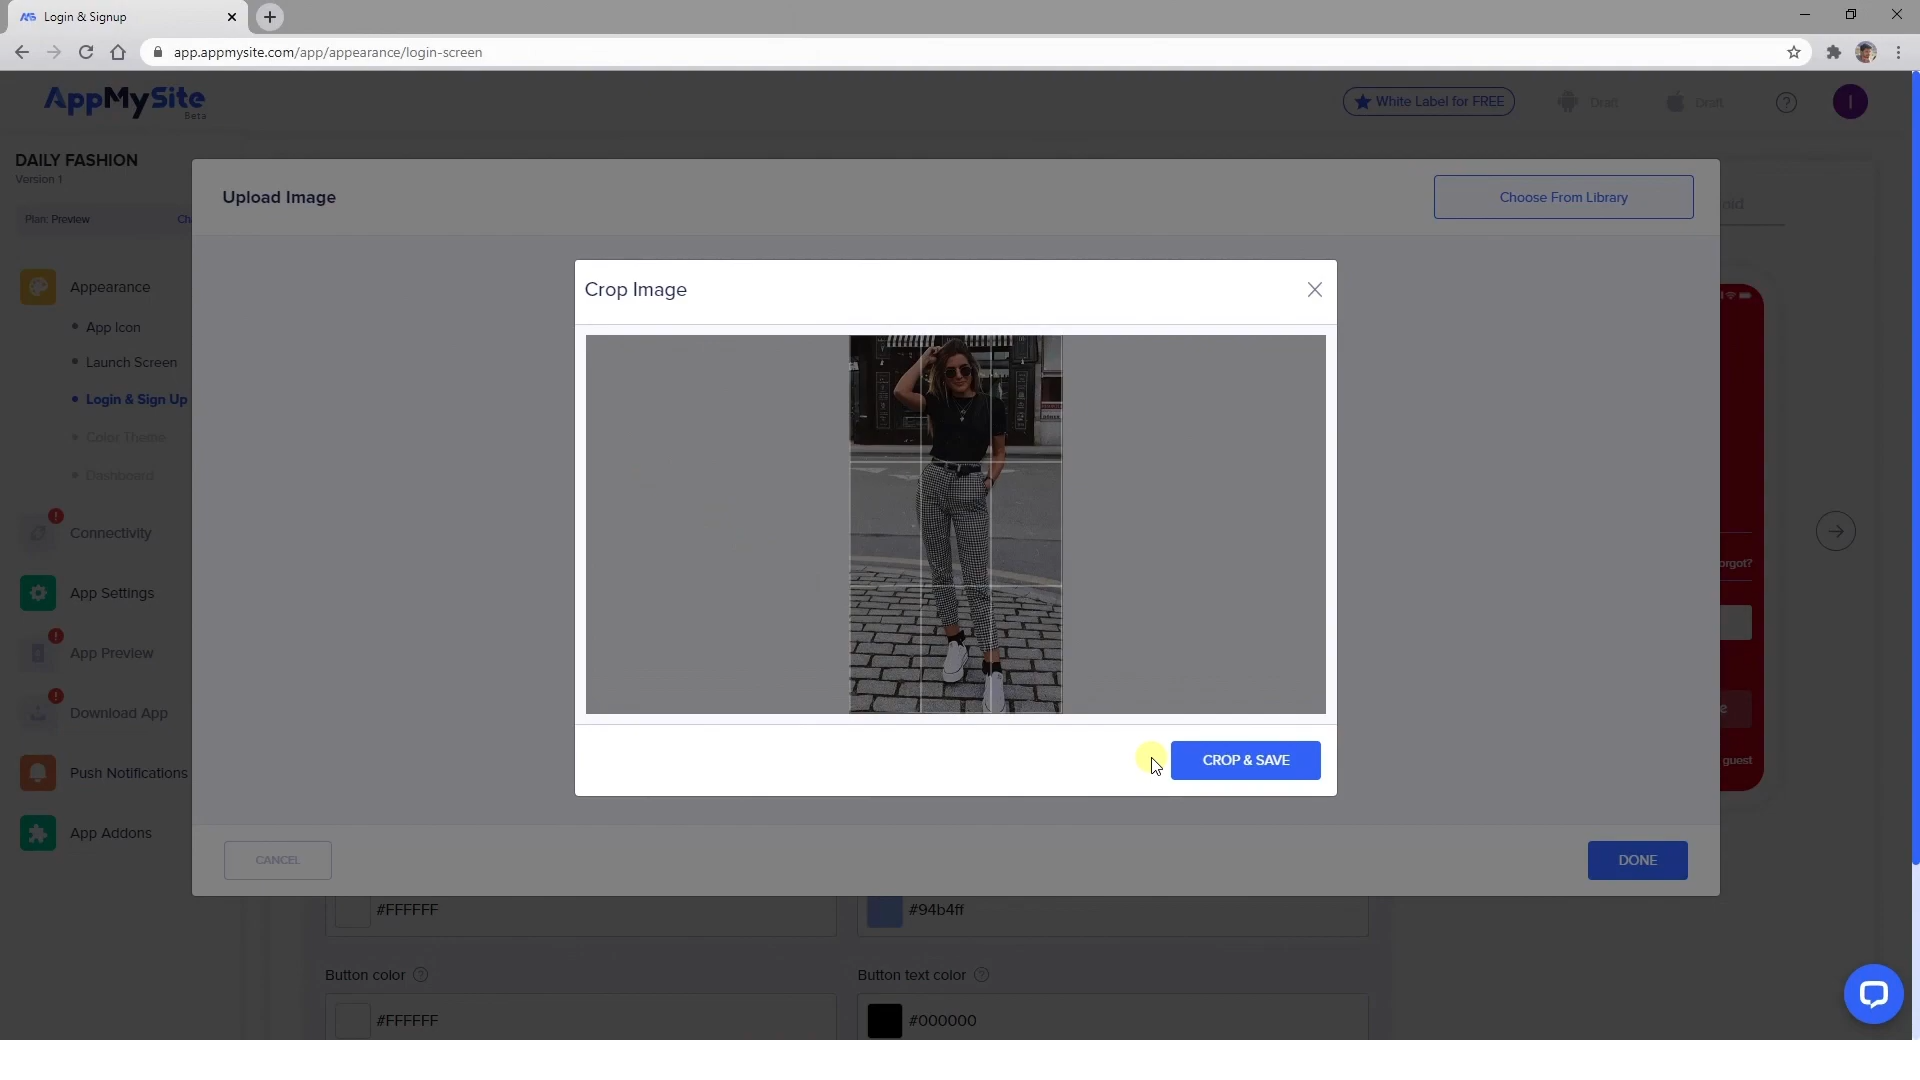 Login & Signup
app.appmysite.com/app/appearance/login-screen
AppMySite
Beta
White Label for FREE
Draft
Draft
?
I
DAILY FASHION
Version 1
Plan: Preview
Ch
Upload Image
Choose From Library
oid
Crop Image
Appearance
App Icon
Launch Screen
Login & Sign Up
Color Theme
Dashboard
Connectivity
App Settings
App Preview
Download App
Push Notifications
App Addons
orgot?
e
guest
CROP & SAVE
CANCEL
DONE
#FFFFFF
#94b4ff
Button color ?
Button text color ?
#FFFFFF
#000000